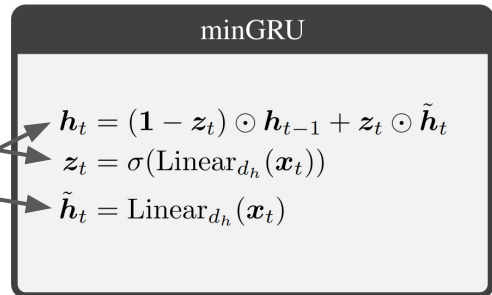 minGRU
h_t = (1 − z_t) ⊙ h_{t−1} + z_t ⊙ h̃_t
z_t = σ(Linear_{d_h}(x_t))
h̃_t = Linear_{d_h}(x_t)